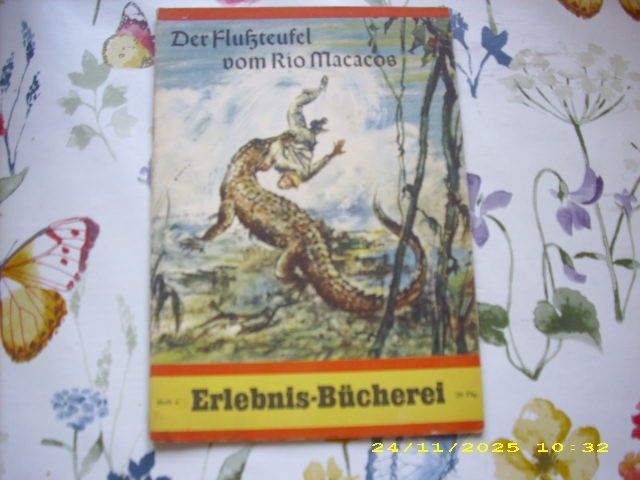 Der Flußteufel
vom Rio Macacos
Erlebnis-Bücherei
24/11/2025 10:32